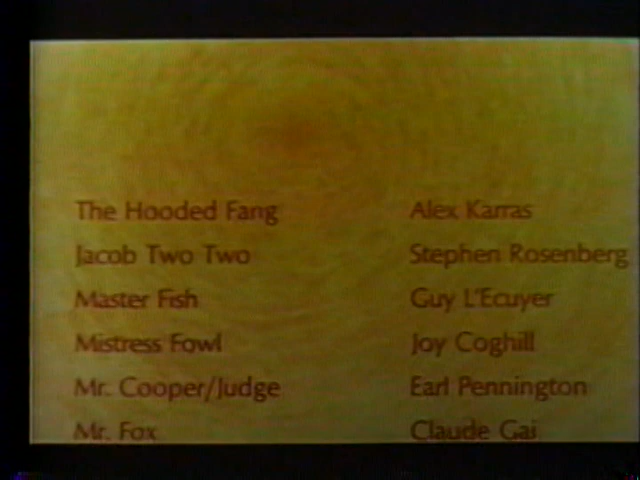 The Hooded Fang Alex Karras
Jacob Two Two Stephen Rosenberg
Master Fish Guy L'Ecuyer
Mistress Fowl Joy Coghill
Mr. Cooper/Judge Earl Pennington
Mr. Fox Claude Gai